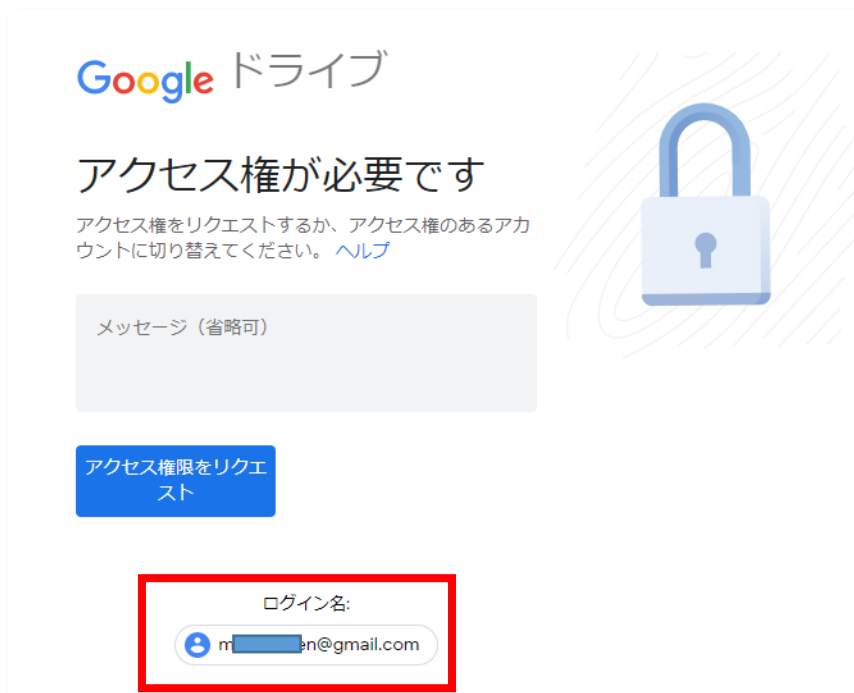 Google ドライブ
アクセス権が必要です
アクセス権をリクエストするか、アクセス権のあるアカ
ウントに切り替えてください。 ヘルプ
メッセージ（省略可）
アクセス権限をリクエ
スト
ログイン名:
m en@gmail.com